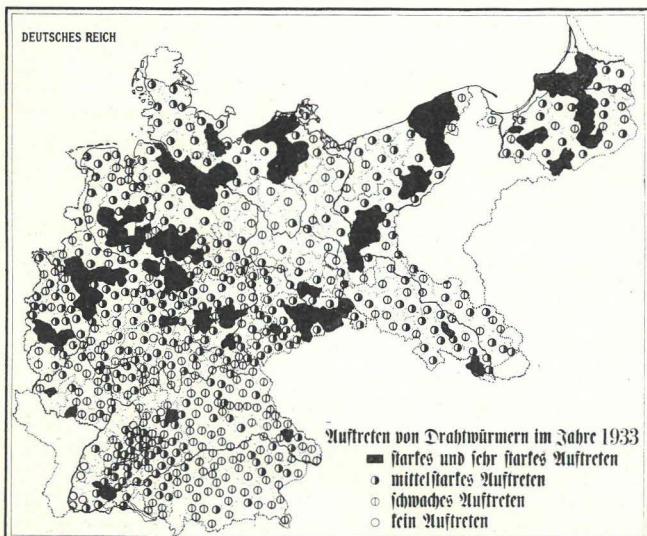 DEUTSCHES REICH
Auftreten von Drahtwürmern im Jahre 1933
starkes und sehr starkes Auftreten
mittelstarkes Auftreten
schwaches Auftreten
kein Auftreten